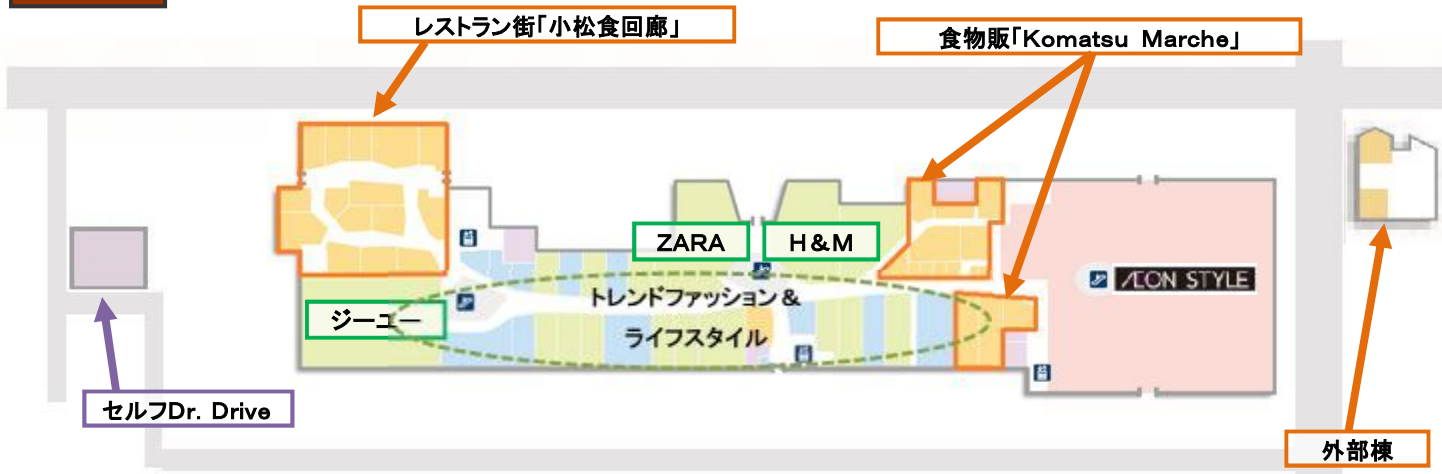 レストラン街「小松食回廊」
食物販「Komatsu Marche」
ZARA
H&M
トレンドファッション&
ライフスタイル
ジーユー
ÆON STYLE
セルフDr. Drive
外部棟